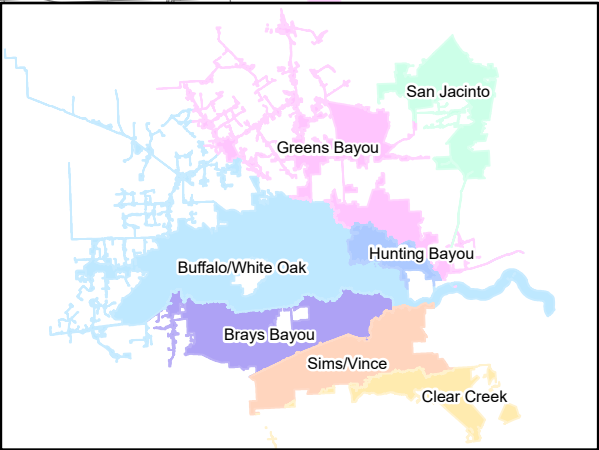 San Jacinto
Greens Bayou
Hunting Bayou
Buffalo/White Oak
Brays Bayou
Sims/Vince
Clear Creek